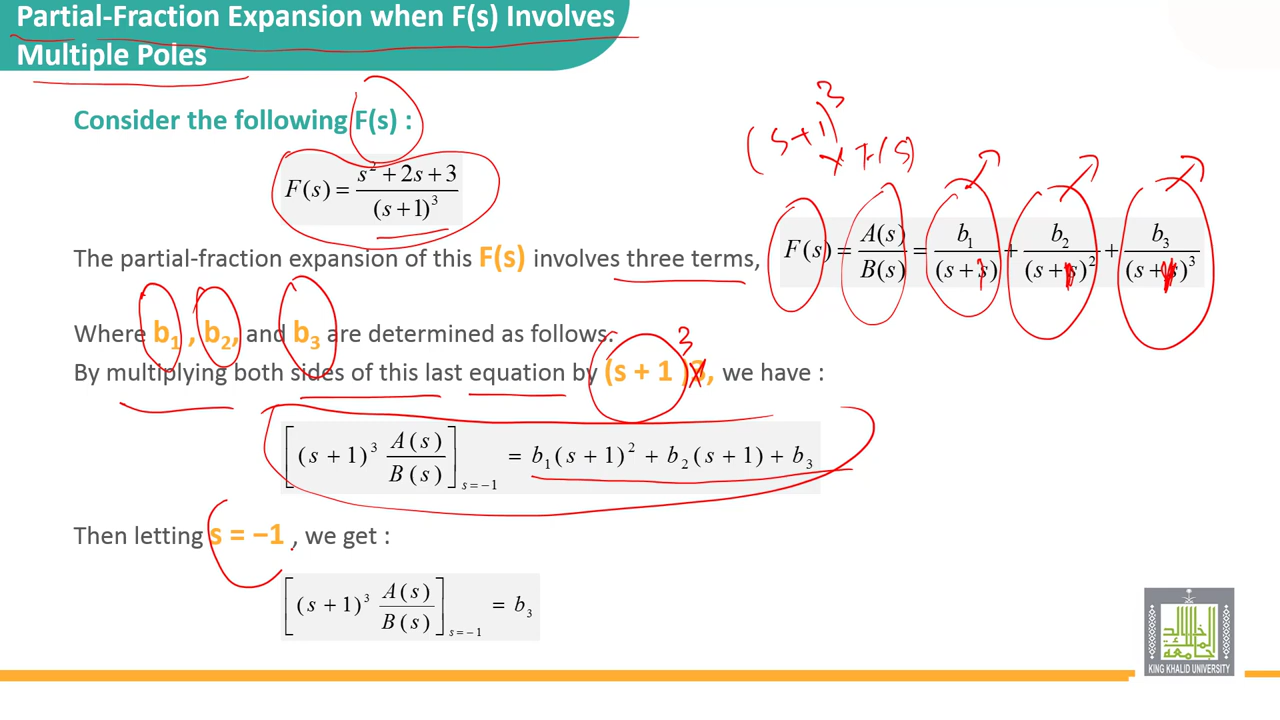 Partial-Fraction Expansion when F(s) Involves
Multiple Poles
Consider the following F(s) :
F(s) = (s² + 2s + 3) / (s + 1)³
(s+1)³ × F(s)
The partial-fraction expansion of this F(s) involves three terms,
F(s) = A(s) / B(s) = b₁ / (s + 1) + b₂ / (s + )² + b₃ / (s + )³
Where b₁ , b₂, and b₃ are determined as follows.
By multiplying both sides of this last equation by (s + 1 )3, we have :
3
[(s + 1)³ A(s) / B(s)] s = −1 = b₁(s + 1)² + b₂(s + 1) + b₃
Then letting s = −1 , we get :
[(s + 1)³ A(s) / B(s)] s = −1 = b₃
KING KHALID UNIVERSITY